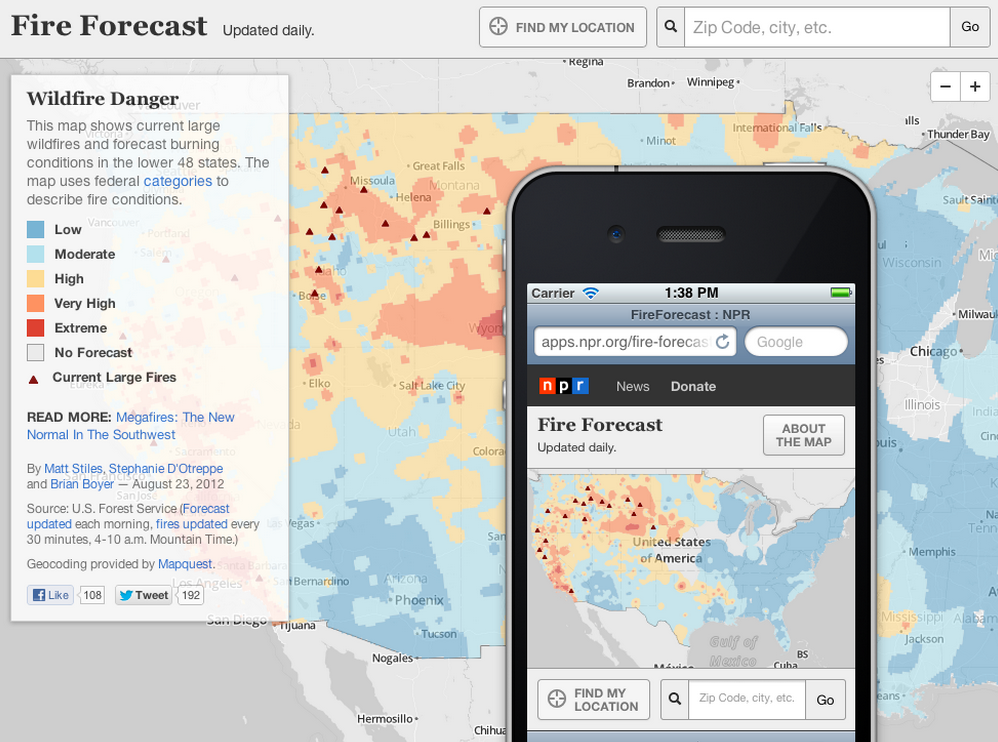 Fire Forecast Updated daily.
FIND MY LOCATION
Zip Code, city, etc.
Go
Wildfire Danger
This map shows current large
wildfires and forecast burning
conditions in the lower 48 states. The
map uses federal categories to
describe fire conditions.
Low
Moderate
High
Very High
Extreme
No Forecast
Current Large Fires
READ MORE: Megafires: The New
Normal In The Southwest
By Matt Stiles, Stephanie D'Otreppe
and Brian Boyer — August 23, 2012
Source: U.S. Forest Service (Forecast
updated each morning, fires updated every
30 minutes, 4-10 a.m. Mountain Time.)
Geocoding provided by Mapquest.
Like 108 Tweet 192
Regina
Brandon
Winnipeg
− +
International Falls
Thunder Bay
Minot
Great Falls
Missoula
Montana
Helena
Billings
Boise
Elko
Salt Lake City
Utah
Arizona
Phoenix
Tucson
San Diego
Tijuana
Nogales
Hermosillo
Los Angeles
Vancouver
Portland
Salem
Sacramento
San José
Wisconsin
Chicago
Illinois
Memphis
Mississippi
Jackson
Carrier 1:38 PM
FireForecast : NPR
apps.npr.org/fire-forecas
Google
npr News Donate
Fire Forecast
Updated daily.
ABOUT
THE MAP
United States
of America
Gulf of
Mexico
BS
Cuba
México
FIND MY
LOCATION
Zip Code, city, etc.
Go